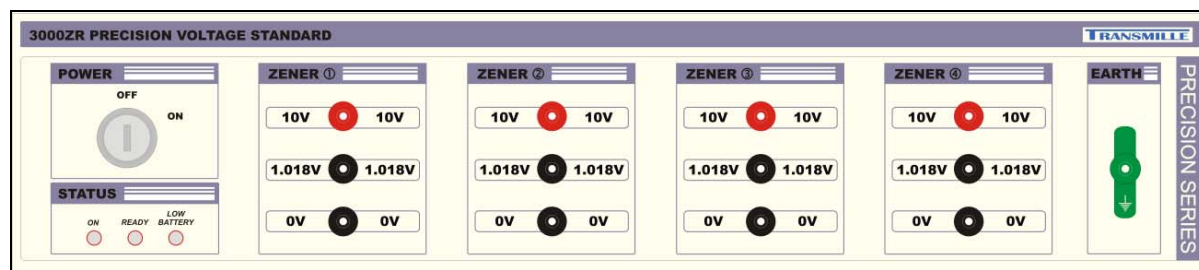 3000ZR PRECISION VOLTAGE STANDARD
TRANSMILLE
POWER
OFF
ON
STATUS
ON READY LOW BATTERY
ZENER ①
10V 10V
1.018V 1.018V
0V 0V
ZENER ②
10V 10V
1.018V 1.018V
0V 0V
ZENER ③
10V 10V
1.018V 1.018V
0V 0V
ZENER ④
10V 10V
1.018V 1.018V
0V 0V
EARTH
PRECISION SERIES